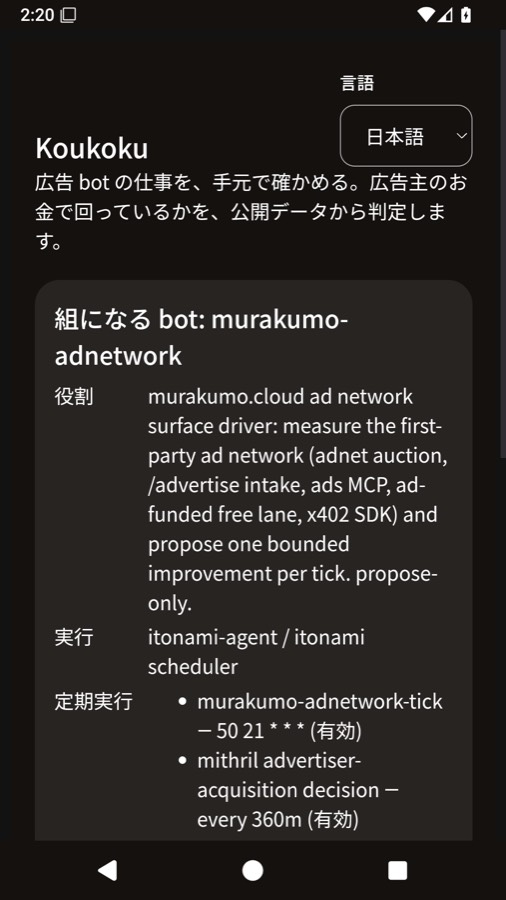 2:20
言語
日本語
Koukoku
広告 bot の仕事を、手元で確かめる。広告主のお
金で回っているかを、公開データから判定しま
す。
組になる bot: murakumo-
adnetwork
役割
murakumo.cloud ad network
surface driver: measure the first-
party ad network (adnet auction,
/advertise intake, ads MCP, ad-
funded free lane, x402 SDK) and
propose one bounded
improvement per tick. propose-
only.
実行
itonami-agent / itonami
scheduler
定期実行
• murakumo-adnetwork-tick
— 50 21 * * * (有効)
• mithril advertiser-
acquisition decision —
every 360m (有効)